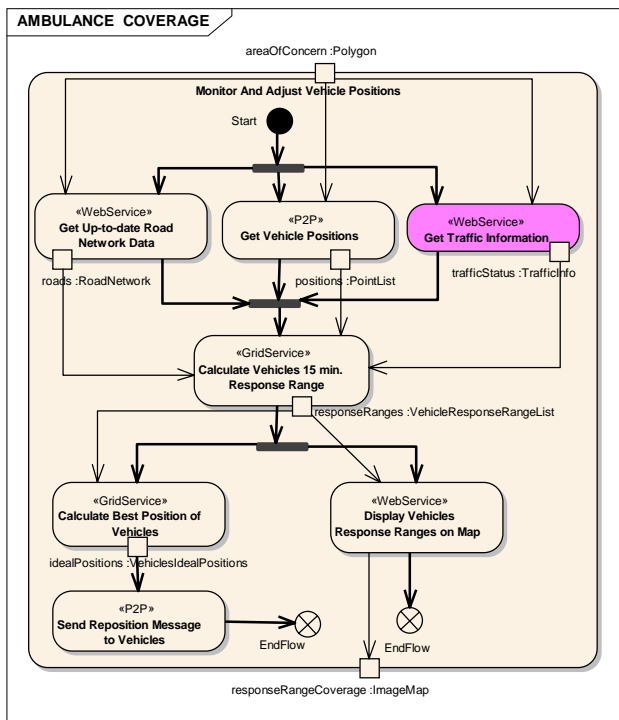 AMBULANCE COVERAGE
areaOfConcern :Polygon
Monitor And Adjust Vehicle Positions
Start
«WebService»
Get Up-to-date Road
Network Data
«P2P»
Get Vehicle Positions
«WebService»
Get Traffic Information
roads :RoadNetwork
positions :PointList
trafficStatus :TrafficInfo
«GridService»
Calculate Vehicles 15 min.
Response Range
responseRanges :VehicleResponseRangeList
«GridService»
Calculate Best Position of
Vehicles
«WebService»
Display Vehicles
Response Ranges on Map
idealPositions :VehiclesIdealPositions
«P2P»
Send Reposition Message
to Vehicles
EndFlow
EndFlow
responseRangeCoverage :ImageMap